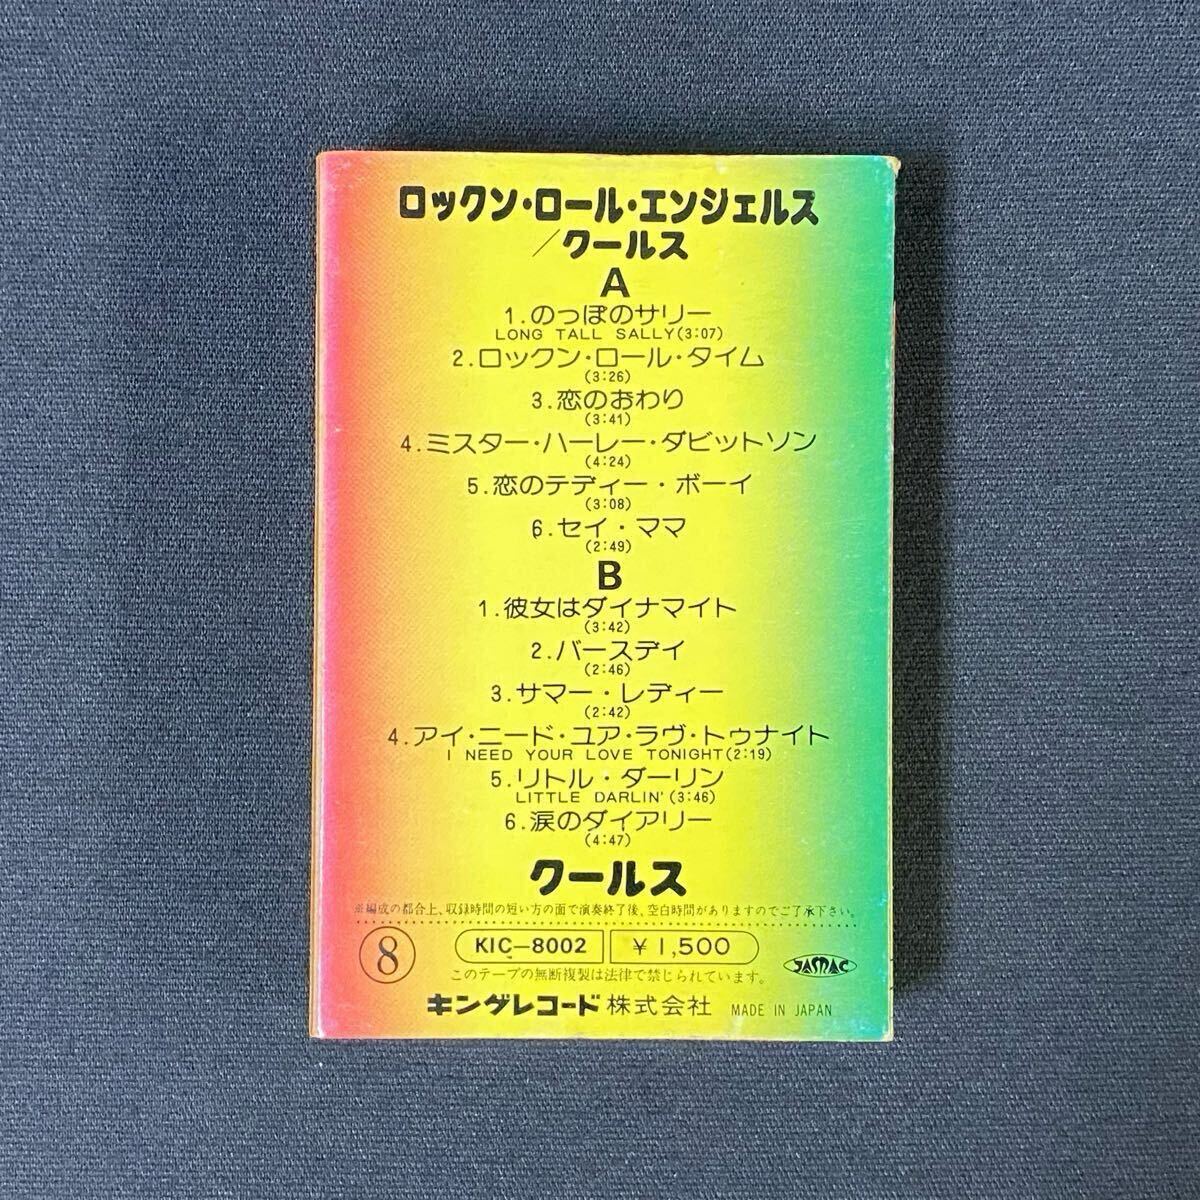 ロックン・ロール・エンジェルス
／クールス
A
1.のっぽのサリー
LONG TALL SALLY(3:07)
2.ロックン・ロール・タイム
(3:26)
3.恋のおわり
(3:41)
4.ミスター・ハーレー・ダビットソン
(4:24)
5.恋のテディー・ボーイ
(3:08)
6.セイ・ママ
(2:49)
B
1.彼女はダイナマイト
(3:42)
2.バースデイ
(2:46)
3.サマー・レディー
(2:42)
4.アイ・ニード・ユア・ラヴ・トゥナイト
I NEED YOUR LOVE TONIGHT(2:19)
5.リトル・ダーリン
LITTLE DARLIN'(3:46)
6.涙のダイアリー
(4:47)
クールス
※編成の都合上、収録時間の短い方の面で演奏終了後、空白時間がありますのでご了承下さい。
8 KIC-8002 ¥1,500 JASRAC
このテープの無断複製は法律で禁じられています。
キングレコード株式会社 MADE IN JAPAN